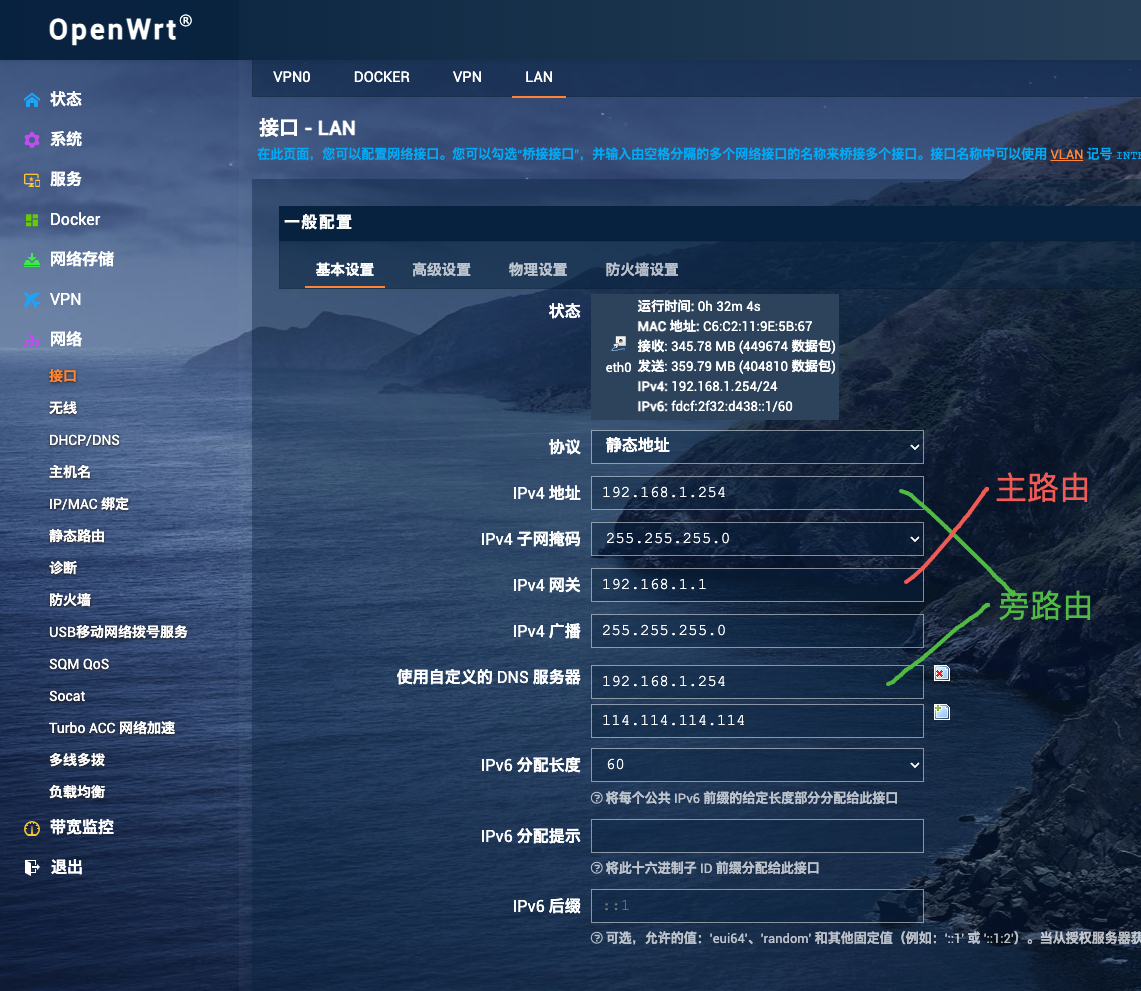 OpenWrt®
VPN0 DOCKER VPN LAN
状态
系统
服务
Docker
网络存储
VPN
网络
接口
无线
DHCP/DNS
主机名
IP/MAC 绑定
静态路由
诊断
防火墙
USB移动网络拨号服务
SQM QoS
Socat
Turbo ACC 网络加速
多线多拨
负载均衡
带宽监控
退出
接口 - LAN
在此页面，您可以配置网络接口。您可以勾选“桥接接口”，并输入由空格分隔的多个网络接口的名称来桥接多个接口。接口名称中可以使用 VLAN 记号
一般配置
基本设置 高级设置 物理设置 防火墙设置
状态
eth0
运行时间: 0h 32m 4s
MAC 地址: C6:C2:11:9E:5B:67
接收: 345.78 MB (449674 数据包)
发送: 359.79 MB (404810 数据包)
IPv4: 192.168.1.254/24
IPv6: fdcf:2f32:d438::1/60
协议 静态地址
IPv4 地址 192.168.1.254
主路由
IPv4 子网掩码 255.255.255.0
IPv4 网关 192.168.1.1
旁路由
IPv4 广播 255.255.255.0
使用自定义的 DNS 服务器 192.168.1.254
114.114.114.114
IPv6 分配长度 60
将每个公共 IPv6 前缀的给定长度部分分配给此接口
IPv6 分配提示
将此十六进制子 ID 前缀分配给此接口
IPv6 后缀 ::1
可选，允许的值：'eui64'、'random' 和其他固定值（例如：'::1' 或 '::1:2'）。当从授权服务器获